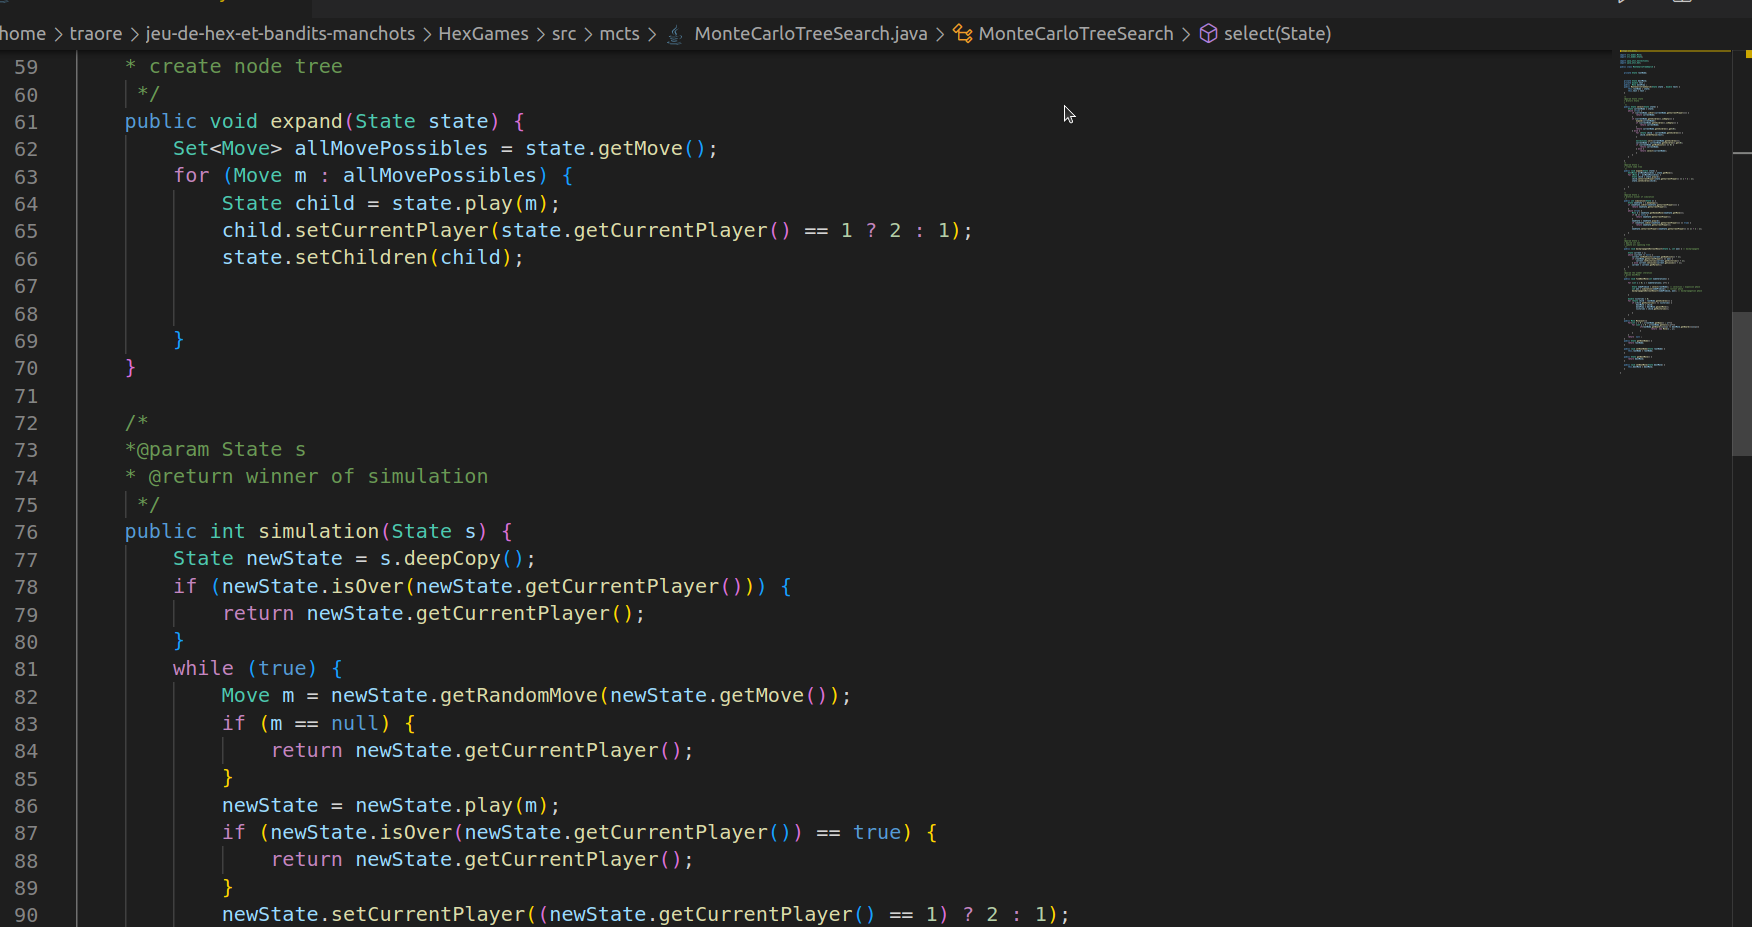 home > traore > jeu-de-hex-et-bandits-manchots > HexGames > src > mcts > MonteCarloTreeSearch.java > MonteCarloTreeSearch > select(State)
59 * create node tree
60 */
61 public void expand(State state) {
62 Set<Move> allMovePossibles = state.getMove();
63 for (Move m : allMovePossibles) {
64 State child = state.play(m);
65 child.setCurrentPlayer(state.getCurrentPlayer() == 1 ? 2 : 1);
66 state.setChildren(child);
67
68
69 }
70 }
71
72 /*
73 *@param State s
74 * @return winner of simulation
75 */
76 public int simulation(State s) {
77 State newState = s.deepCopy();
78 if (newState.isOver(newState.getCurrentPlayer())) {
79 return newState.getCurrentPlayer();
80 }
81 while (true) {
82 Move m = newState.getRandomMove(newState.getMove());
83 if (m == null) {
84 return newState.getCurrentPlayer();
85 }
86 newState = newState.play(m);
87 if (newState.isOver(newState.getCurrentPlayer()) == true) {
88 return newState.getCurrentPlayer();
89 }
90 newState.setCurrentPlayer((newState.getCurrentPlayer() == 1) ? 2 : 1);